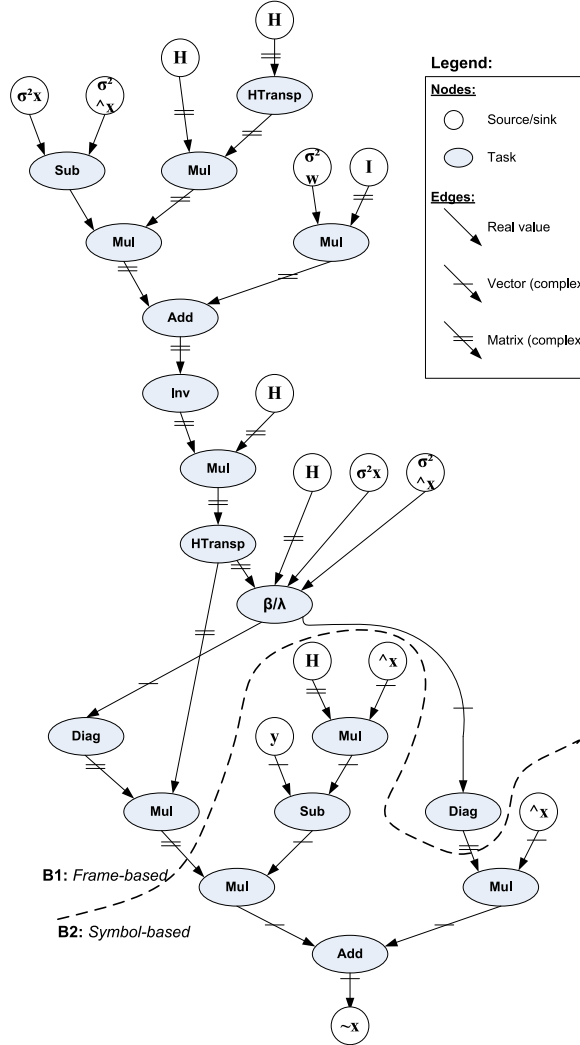 H
Legend:
H
Nodes:
σ²x
σ²
^x
HTransp
Source/sink
Sub
Mul
σ²
w
I
Task
Edges:
Mul
Mul
Real value
Vector (complex
Add
Matrix (complex
Inv
H
Mul
H
σ²x
σ²
^x
HTransp
β/λ
H
^x
Diag
y
Mul
Mul
Sub
Diag
^x
B1: Frame-based
Mul
Mul
B2: Symbol-based
Add
~x